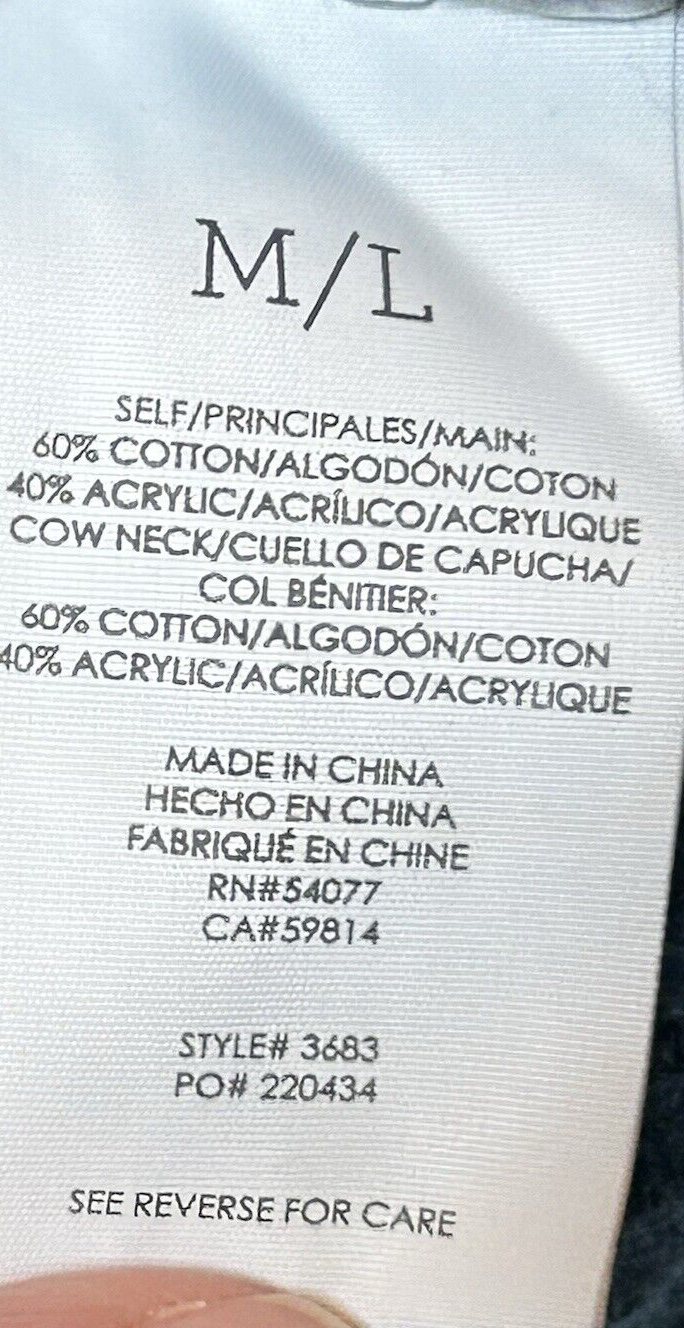 M/L
SELF/PRINCIPALES/MAIN:
60% COTTON/ALGODÓN/COTON
40% ACRYLIC/ACRÍLICO/ACRYLIQUE
COW NECK/CUELLO DE CAPUCHA/
COL BÉNITIER:
60% COTTON/ALGODÓN/COTON
40% ACRYLIC/ACRÍLICO/ACRYLIQUE
MADE IN CHINA
HECHO EN CHINA
FABRIQUÉ EN CHINE
RN#54077
CA#59814
STYLE# 3683
PO# 220434
SEE REVERSE FOR CARE